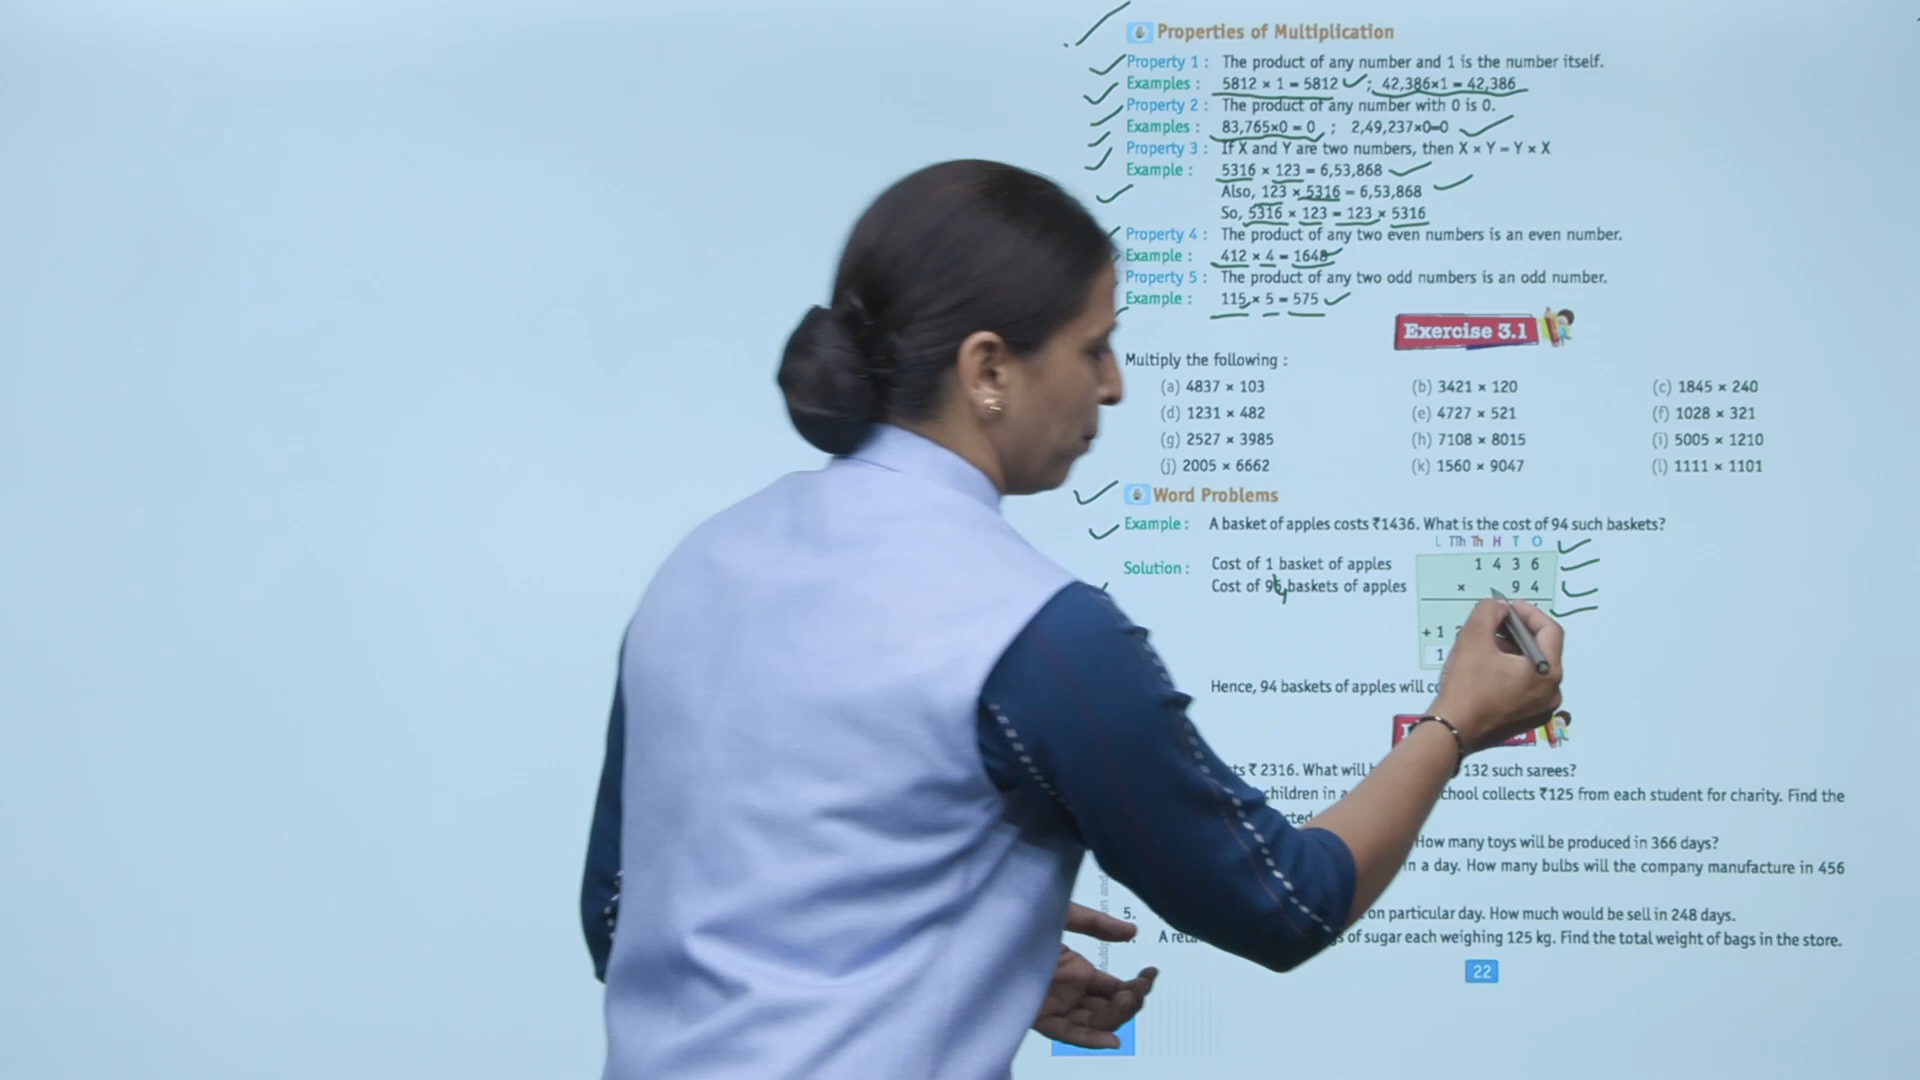 Properties of Multiplication
Property 1 : The product of any number and 1 is the number itself.
Examples : 5812 × 1 = 5812 ; 42,386×1 = 42,386
Property 2 : The product of any number with 0 is 0.
Examples : 83,765×0 = 0 ; 2,49,237×0=0
Property 3 : If X and Y are two numbers, then X × Y = Y × X
Example : 5316 × 123 = 6,53,868
Also, 123 × 5316 = 6,53,868
So, 5316 × 123 = 123 × 5316
Property 4 : The product of any two even numbers is an even number.
Example : 412 × 4 = 1648
Property 5 : The product of any two odd numbers is an odd number.
Example : 115 × 5 = 575
Exercise 3.1
Multiply the following :
(a) 4837 × 103 (b) 3421 × 120 (c) 1845 × 240
(d) 1231 × 482 (e) 4727 × 521 (f) 1028 × 321
(g) 2527 × 3985 (h) 7108 × 8015 (i) 5005 × 1210
(j) 2005 × 6662 (k) 1560 × 9047 (l) 1111 × 1101
Word Problems
Example : A basket of apples costs ₹1436. What is the cost of 94 such baskets?
L TTh Th H T O
Solution : Cost of 1 basket of apples 1 4 3 6
Cost of baskets of apples × 9 4
+ 1
1
Hence, 94 baskets of apples will
₹ 2316. What will 132 such sarees?
children in collects ₹125 from each student for charity. Find the
How many toys will be produced in 366 days?
in a day. How many bulbs will the company manufacture in 456
5. on particular day. How much would be sell in 248 days.
A of sugar each weighing 125 kg. Find the total weight of bags in the store.
22